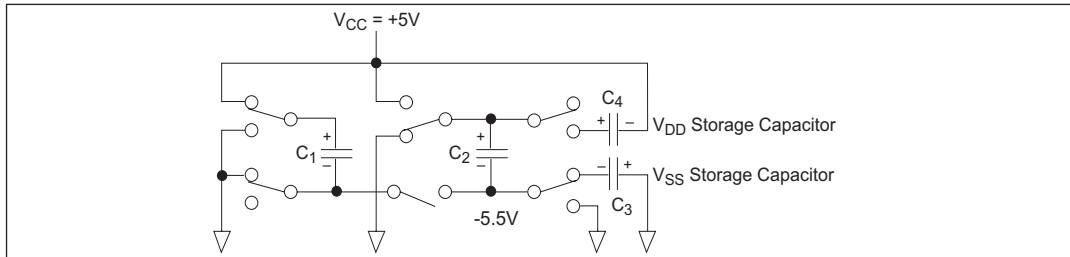 V_CC = +5V
C_4
+ −
V_DD Storage Capacitor
+
C_1
−
+
C_2
−
− +
V_SS Storage Capacitor
C_3
-5.5V